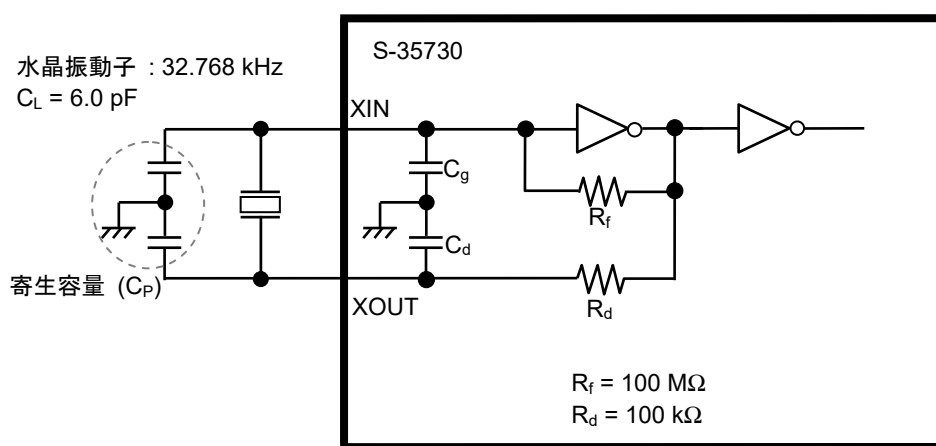 S-35730
水晶振動子 : 32.768 kHz
CL = 6.0 pF
XIN
Cg
Rf
Cd
寄生容量 (CP)
XOUT
Rd
Rf = 100 MΩ
Rd = 100 kΩ